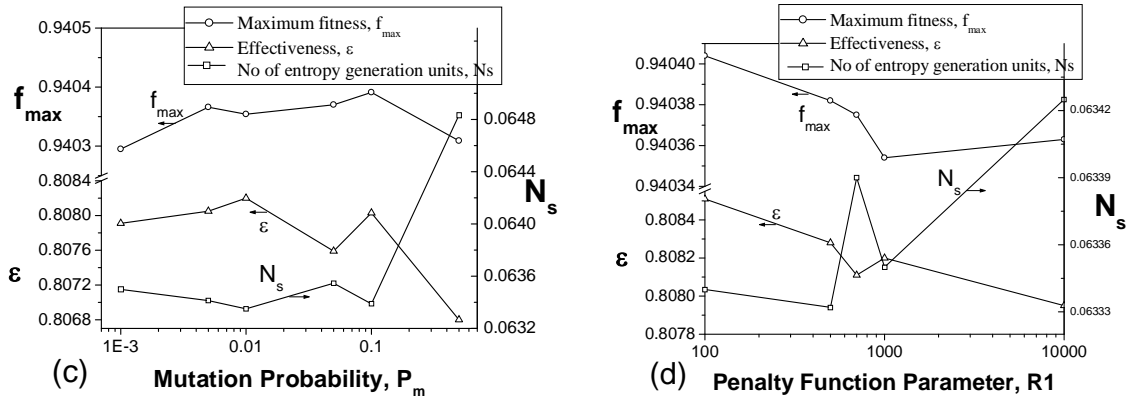 Maximum fitness, f_max
Effectiveness, ε
No of entropy generation units, Ns
0.9405
0.9404
0.9403
0.8084
0.8080
0.8076
0.8072
0.8068
f_max
ε
f_max
ε
N_s
0.0648
0.0644
0.0640
0.0636
0.0632
N_s
1E-3
0.01
0.1
(c)
Mutation Probability, P_m
Maximum fitness, f_max
Effectiveness, ε
No of entropy generation units, Ns
0.94040
0.94038
0.94036
0.94034
0.8084
0.8082
0.8080
0.8078
f_max
ε
f_max
N_s
ε
0.06342
0.06339
0.06336
0.06333
N_s
100
1000
10000
(d)
Penalty Function Parameter, R1